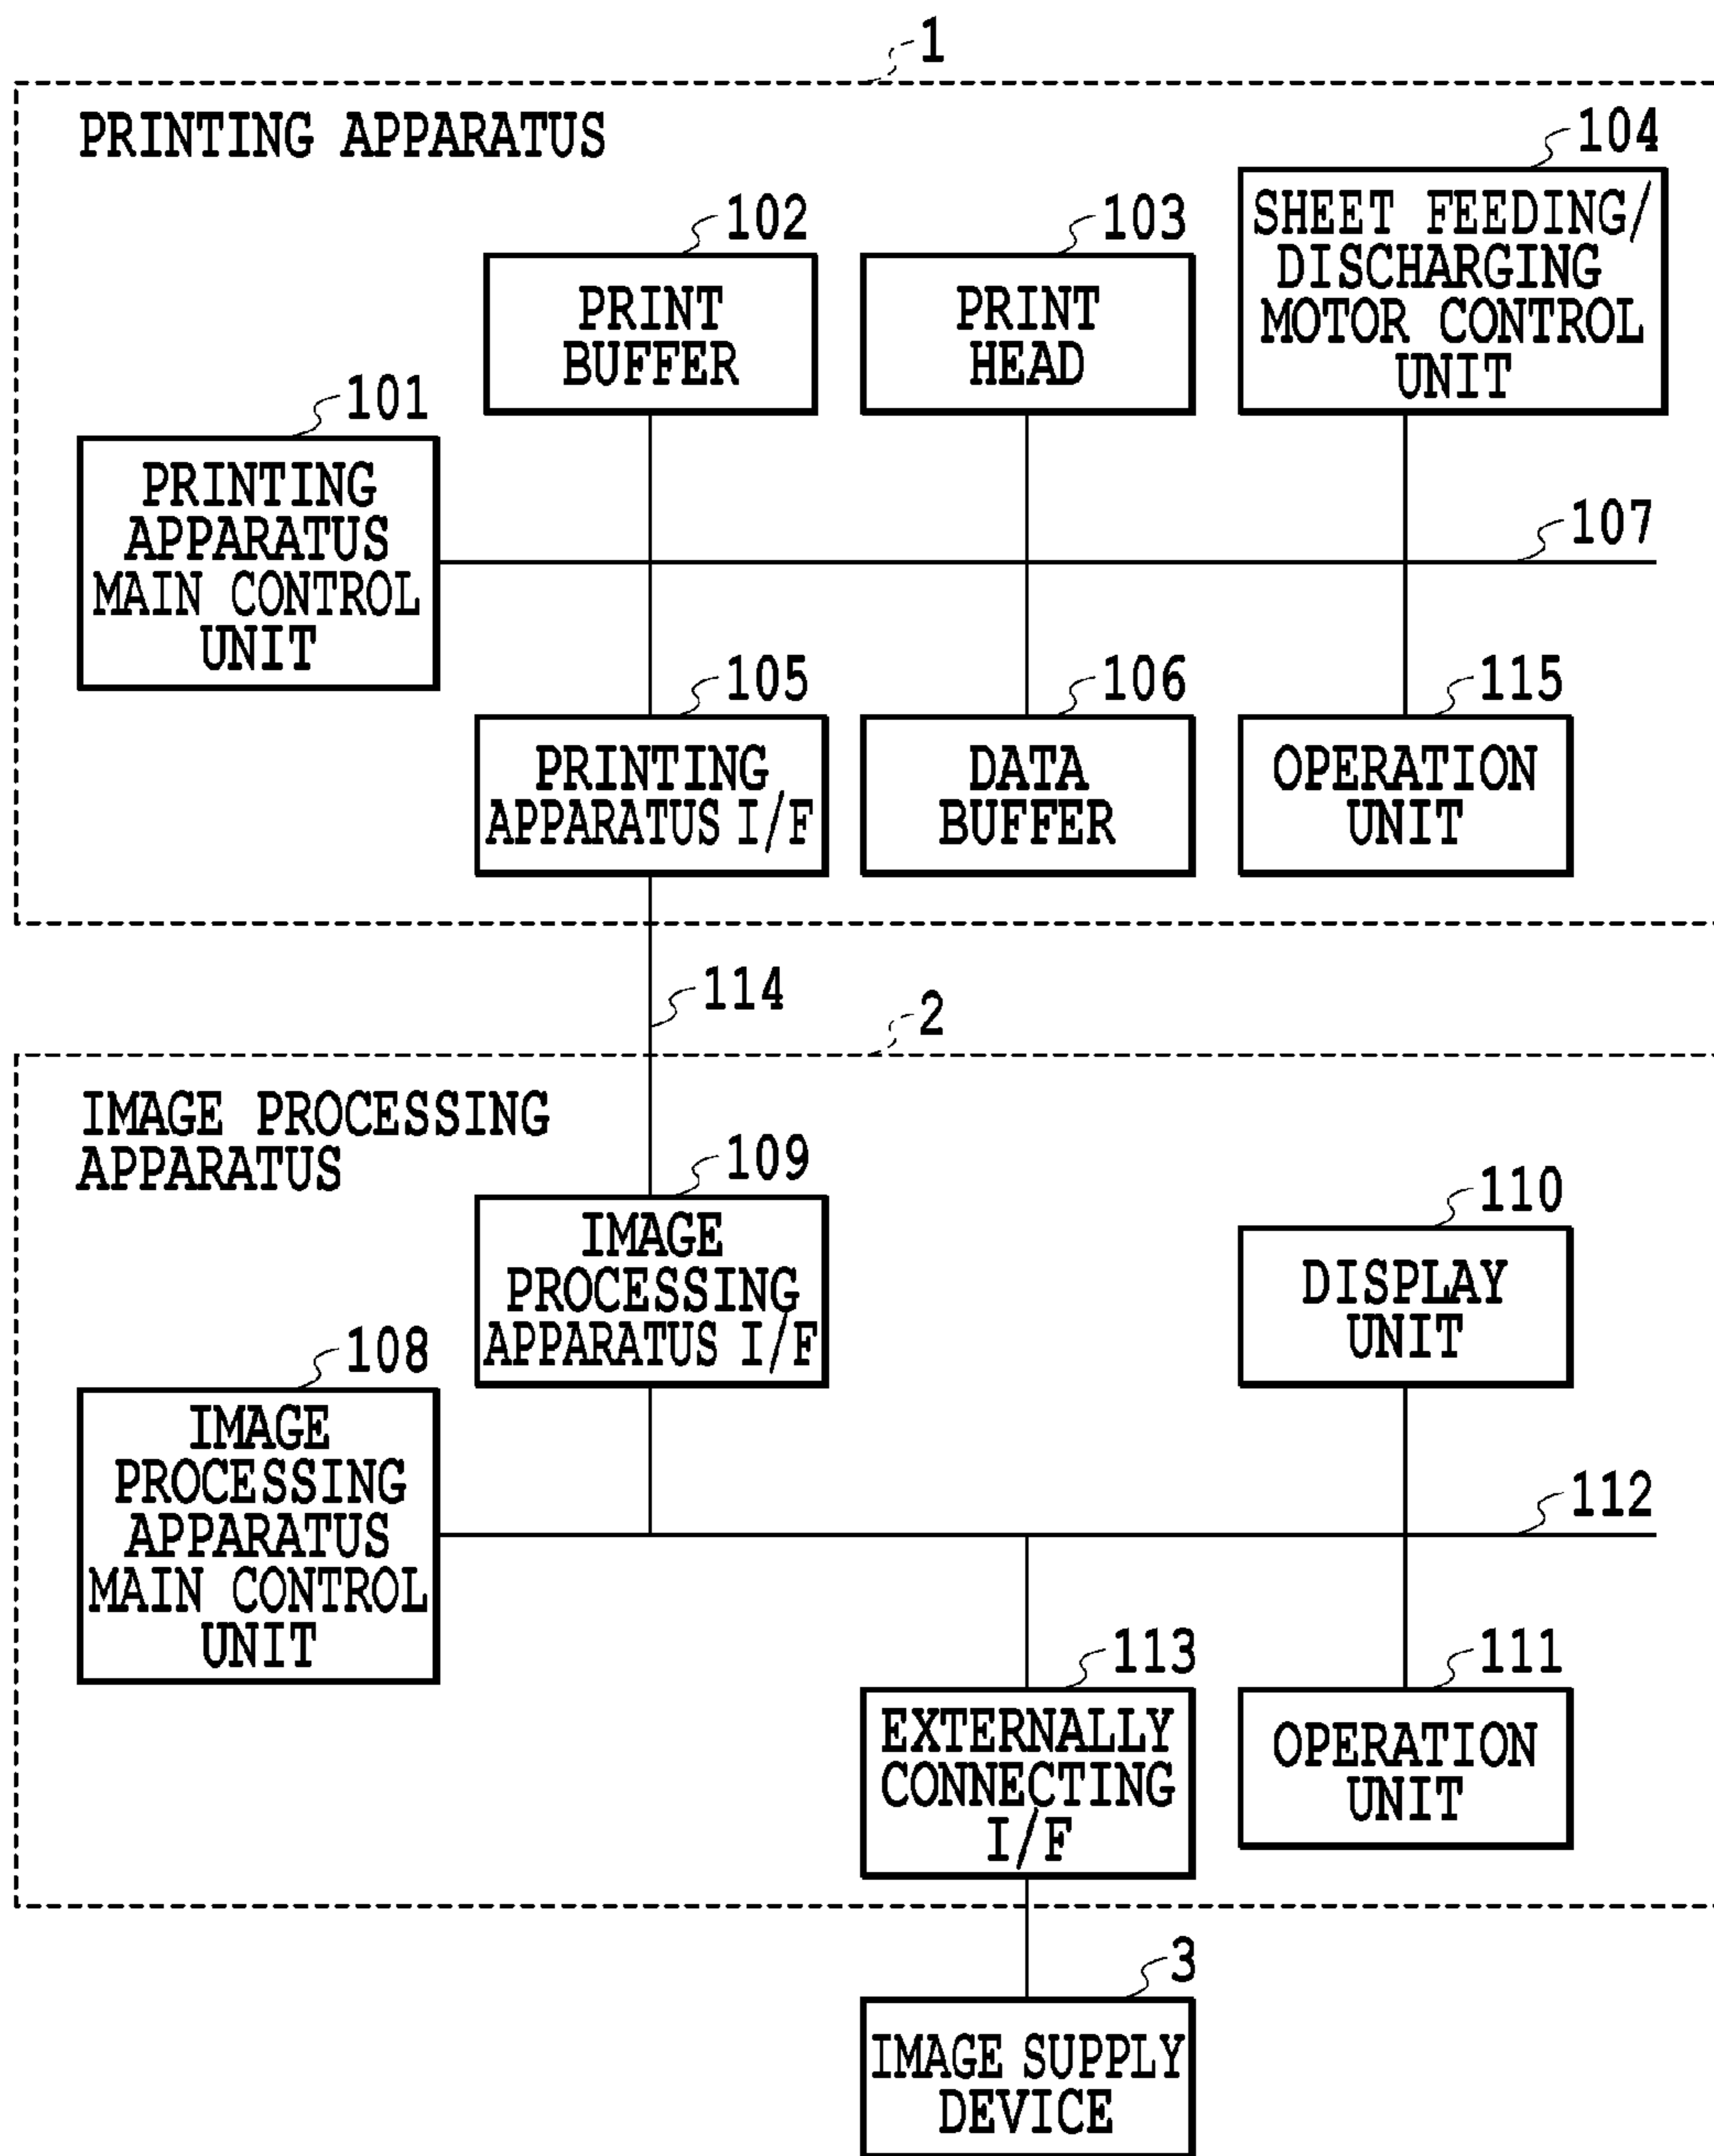 1
PRINTING APPARATUS
104
SHEET FEEDING/
DISCHARGING
MOTOR CONTROL
UNIT
102
PRINT
BUFFER
103
PRINT
HEAD
101
PRINTING
APPARATUS
MAIN CONTROL
UNIT
107
105
PRINTING
APPARATUS I/F
106
DATA
BUFFER
115
OPERATION
UNIT
114
2
IMAGE PROCESSING
APPARATUS
109
IMAGE
PROCESSING
APPARATUS I/F
110
DISPLAY
UNIT
108
IMAGE
PROCESSING
APPARATUS
MAIN CONTROL
UNIT
112
113
EXTERNALLY
CONNECTING
I/F
111
OPERATION
UNIT
3
IMAGE SUPPLY
DEVICE